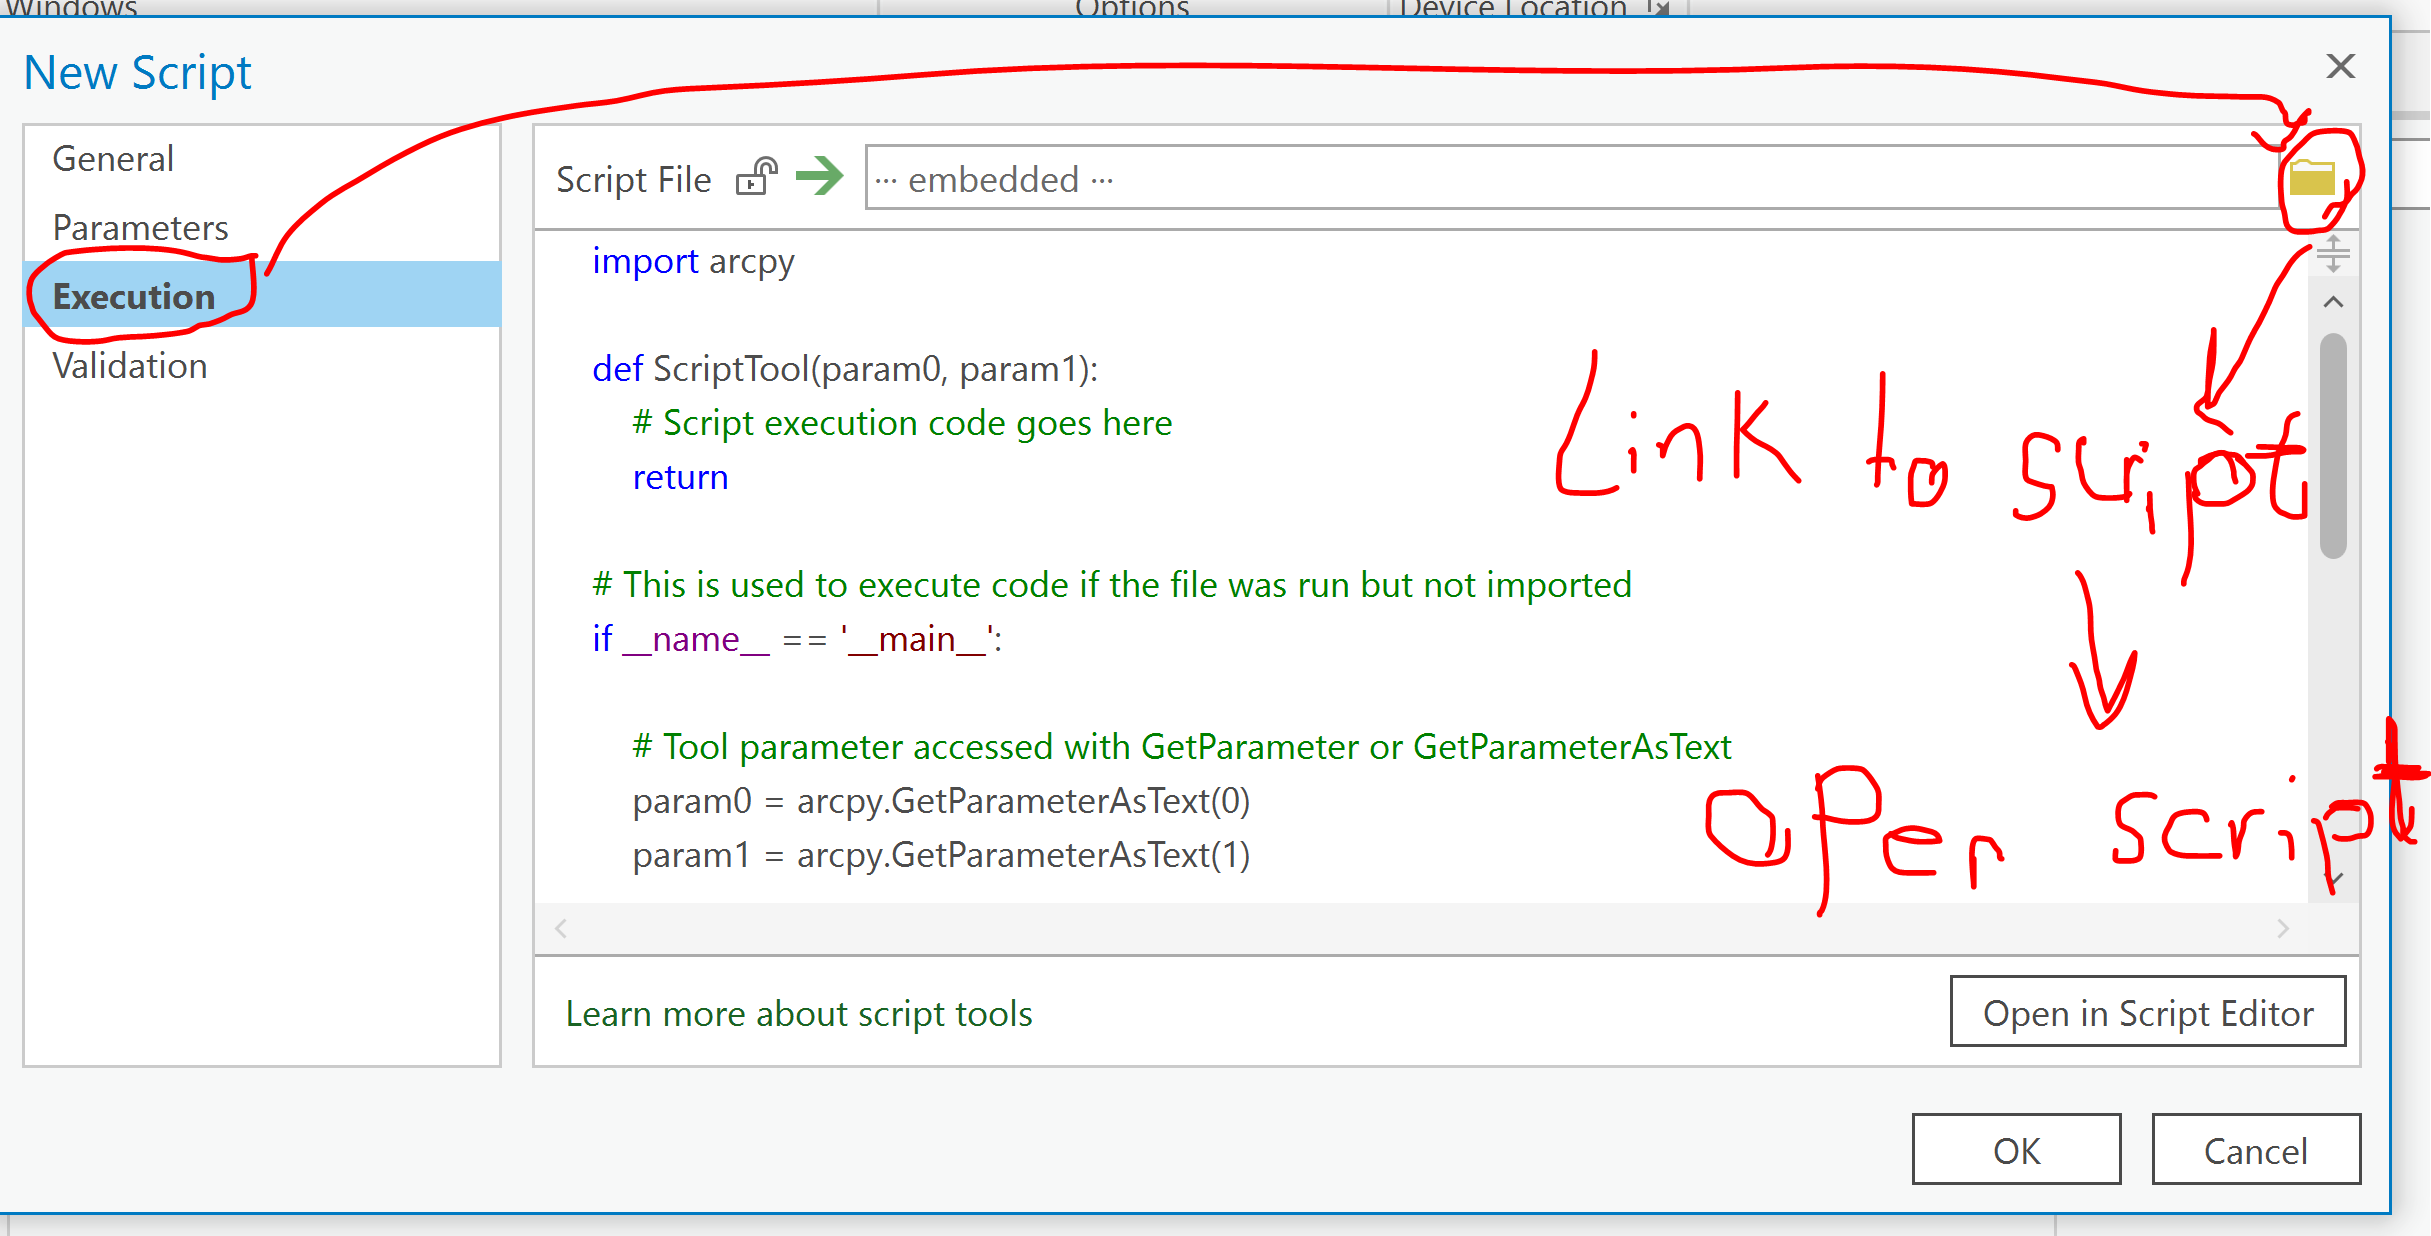 Windows
Options
Device Location
New Script
General
Parameters
Execution
Validation
Script File
··· embedded ···
import arcpy
def ScriptTool(param0, param1):
# Script execution code goes here
return
Link to script
# This is used to execute code if the file was run but not imported
if __name__ == '__main__':
# Tool parameter accessed with GetParameter or GetParameterAsText
param0 = arcpy.GetParameterAsText(0)
param1 = arcpy.GetParameterAsText(1)
open script
Learn more about script tools
Open in Script Editor
OK
Cancel